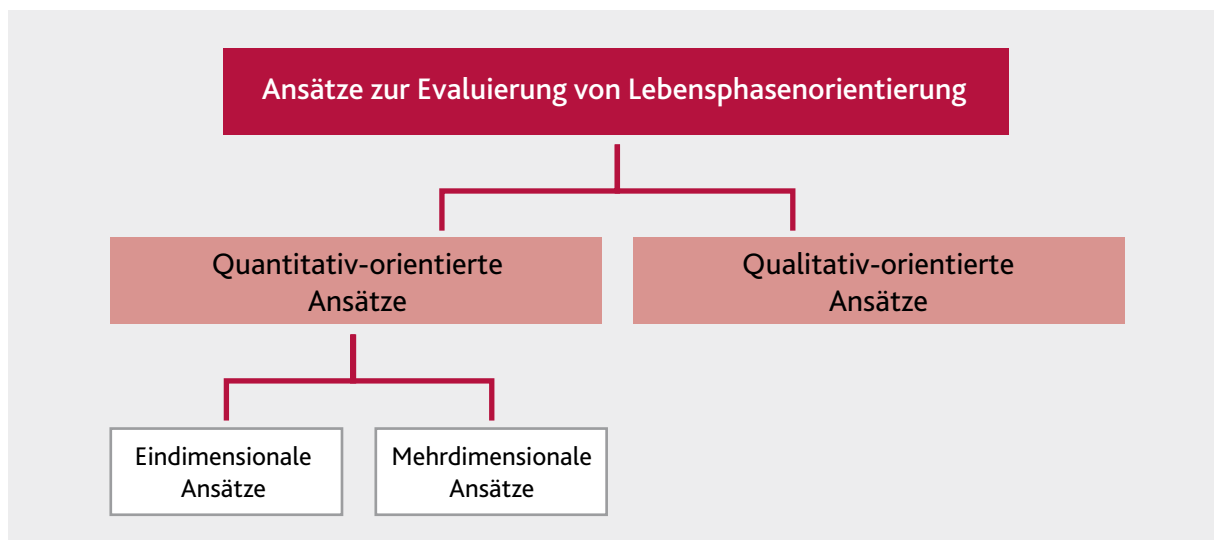 Ansätze zur Evaluierung von Lebensphasenorientierung
Quantitativ-orientierte
Ansätze
Qualitativ-orientierte
Ansätze
Eindimensionale
Ansätze
Mehrdimensionale
Ansätze